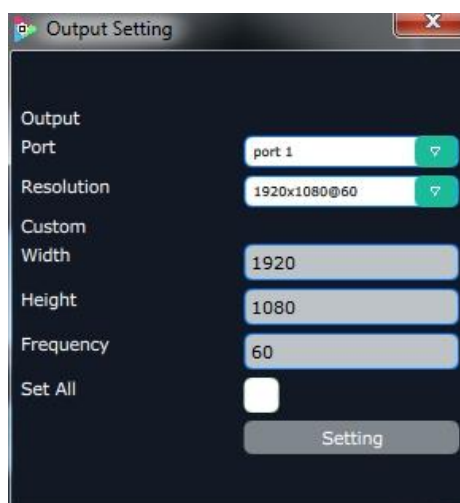 Output Setting
Output
Port port 1
Resolution 1920x1080@60
Custom
Width 1920
Height 1080
Frequency 60
Set All
Setting